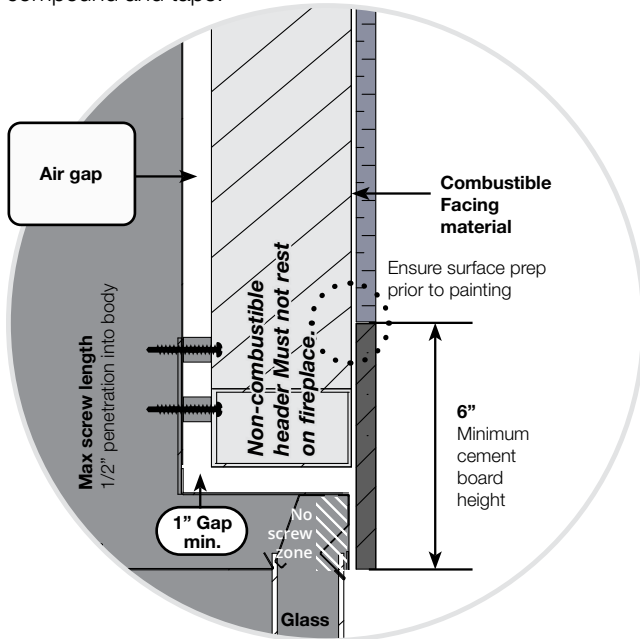 compound and tape.
Air gap
Combustible
Facing
material
Ensure surface prep
prior to painting
Non-combustible
header Must not rest
on fireplace.
Max screw length
1/2” penetration into body
6”
Minimum
cement
board
height
1” Gap
min.
No
screw
zone
Glass